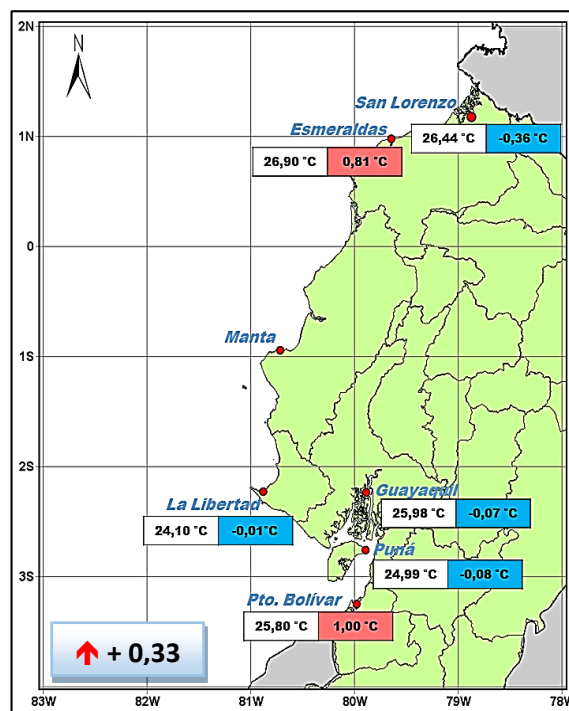 2N
N
San Lorenzo
Esmeraldas
26,44 °C -0,36 °C
1N
26,90 °C 0,81 °C
0
Manta
1S
2S
Guayaquil
La Libertad
25,98 °C -0,07 °C
24,10 °C -0,01°C
Puná
24,99 °C -0,08 °C
3S
Pto. Bolívar
25,80 °C 1,00 °C
+ 0,33
83W 82W 81W 80W 79W 78W